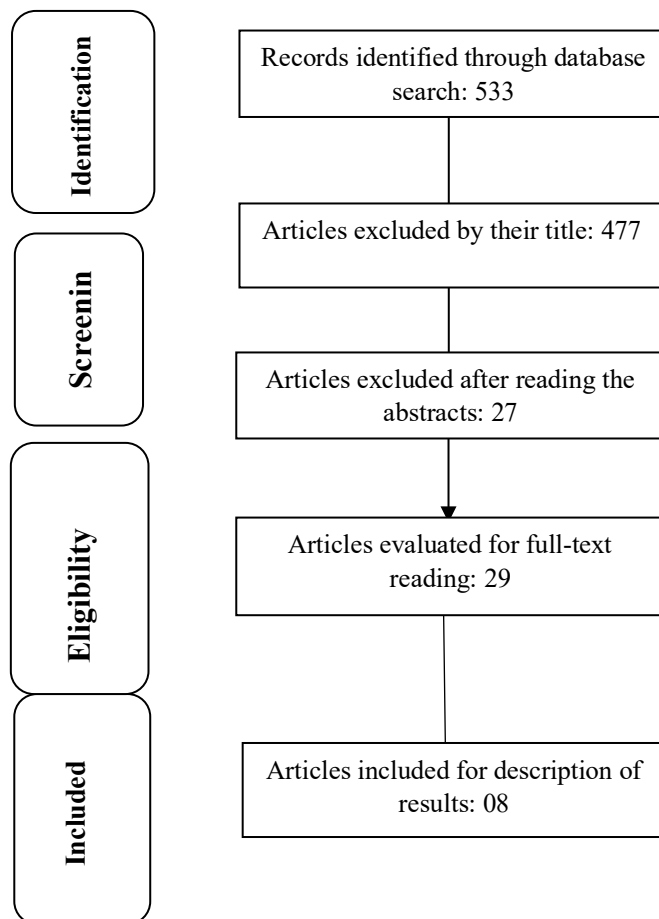 Identification
Records identified through database
search: 533
Articles excluded by their title: 477
Screenin
Articles excluded after reading the
abstracts: 27
Eligibility
Articles evaluated for full-text
reading: 29
Included
Articles included for description of
results: 08